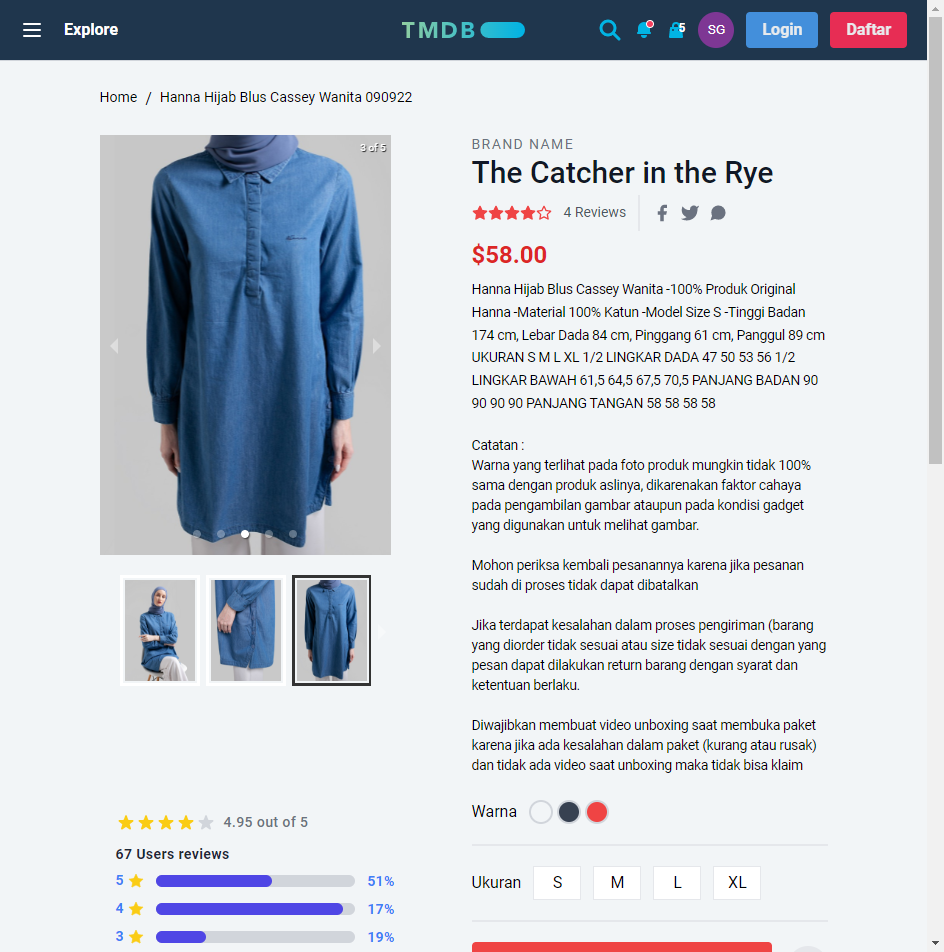 Explore
TMDB
5
SG
Login
Daftar
Home / Hanna Hijab Blus Cassey Wanita 090922
3 of 5
BRAND NAME
The Catcher in the Rye
4 Reviews
$58.00
Hanna Hijab Blus Cassey Wanita -100% Produk Original
Hanna -Material 100% Katun -Model Size S -Tinggi Badan
174 cm, Lebar Dada 84 cm, Pinggang 61 cm, Panggul 89 cm
UKURAN S M L XL 1/2 LINGKAR DADA 47 50 53 56 1/2
LINGKAR BAWAH 61,5 64,5 67,5 70,5 PANJANG BADAN 90
90 90 90 PANJANG TANGAN 58 58 58 58
Catatan :
Warna yang terlihat pada foto produk mungkin tidak 100%
sama dengan produk aslinya, dikarenakan faktor cahaya
pada pengambilan gambar ataupun pada kondisi gadget
yang digunakan untuk melihat gambar.
Mohon periksa kembali pesanannya karena jika pesanan
sudah di proses tidak dapat dibatalkan
Jika terdapat kesalahan dalam proses pengiriman (barang
yang diorder tidak sesuai atau size tidak sesuai dengan yang
pesan dapat dilakukan return barang dengan syarat dan
ketentuan berlaku.
Diwajibkan membuat video unboxing saat membuka paket
karena jika ada kesalahan dalam paket (kurang atau rusak)
dan tidak ada video saat unboxing maka tidak bisa klaim
Warna
Ukuran S M L XL
4.95 out of 5
67 Users reviews
5 51%
4 17%
3 19%